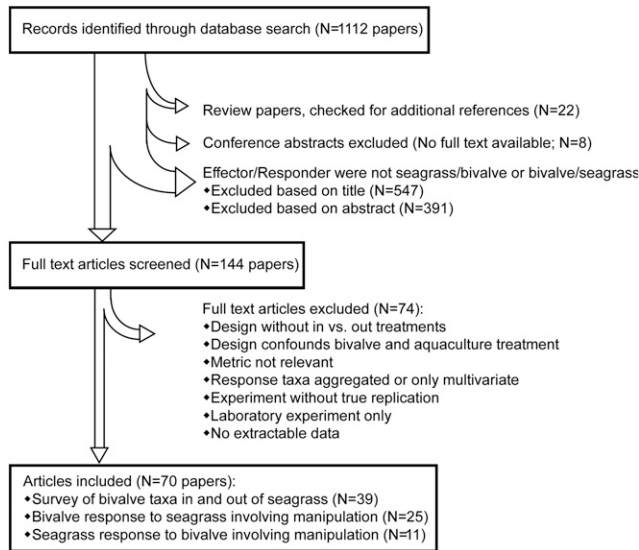 Records identified through database search (N=1112 papers)
Review papers, checked for additional references (N=22)
Conference abstracts excluded (No full text available; N=8)
Effector/Responder were not seagrass/bivalve or bivalve/seagrass
◆Excluded based on title (N=547)
◆Excluded based on abstract (N=391)
Full text articles screened (N=144 papers)
Full text articles excluded (N=74):
◆Design without in vs. out treatments
◆Design confounds bivalve and aquaculture treatment
◆Metric not relevant
◆Response taxa aggregated or only multivariate
◆Experiment without true replication
◆Laboratory experiment only
◆No extractable data
Articles included (N=70 papers):
◆Survey of bivalve taxa in and out of seagrass (N=39)
◆Bivalve response to seagrass involving manipulation (N=25)
◆Seagrass response to bivalve involving manipulation (N=11)